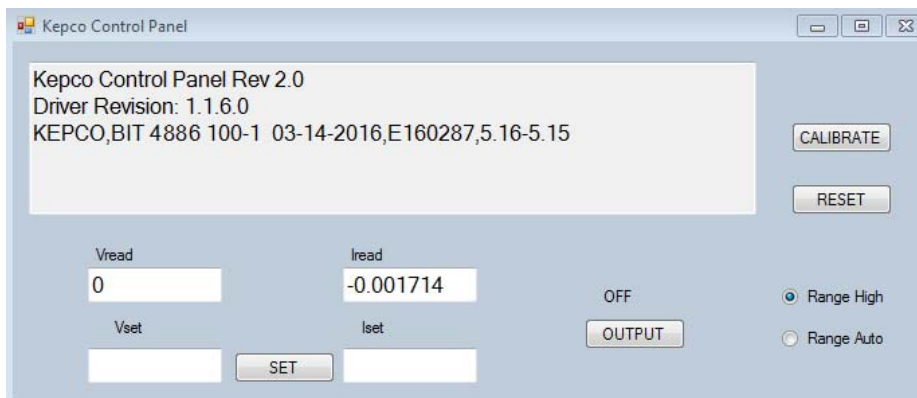 Kepco Control Panel
Kepco Control Panel Rev 2.0
Driver Revision: 1.1.6.0
KEPCO,BIT 4886 100-1  03-14-2016,E160287,5.16-5.15
CALIBRATE
RESET
Vread
Iread
0
-0.001714
OFF
Range High
Vset
Iset
OUTPUT
Range Auto
SET